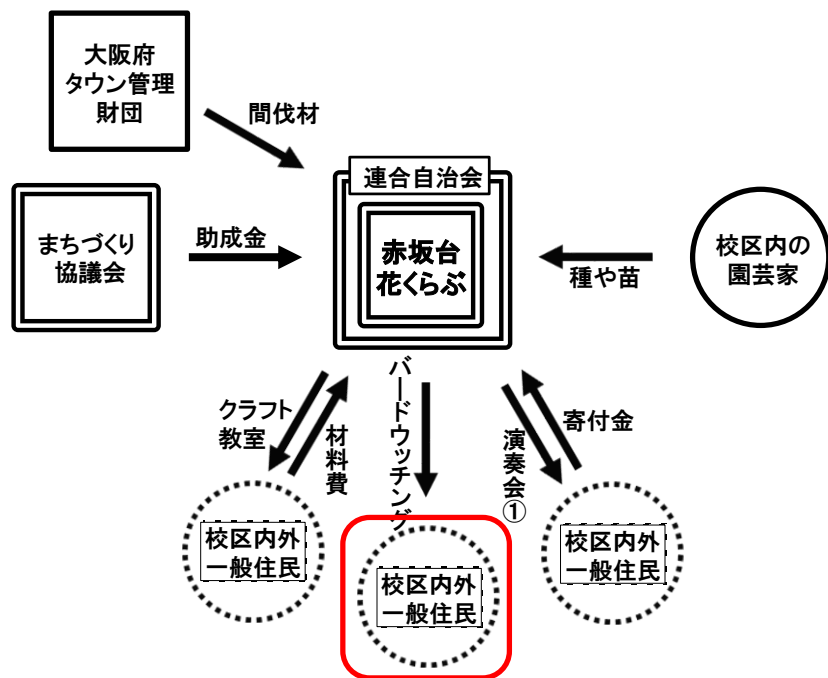 大阪府
タウン管理
財団
間伐材
連合自治会
まちづくり
協議会
助成金
赤坂台
花くらぶ
種や苗
校区内の
園芸家
クラフト
教室
材料費
バードウッチング
演奏会①
寄付金
校区内外
一般住民
校区内外
一般住民
校区内外
一般住民